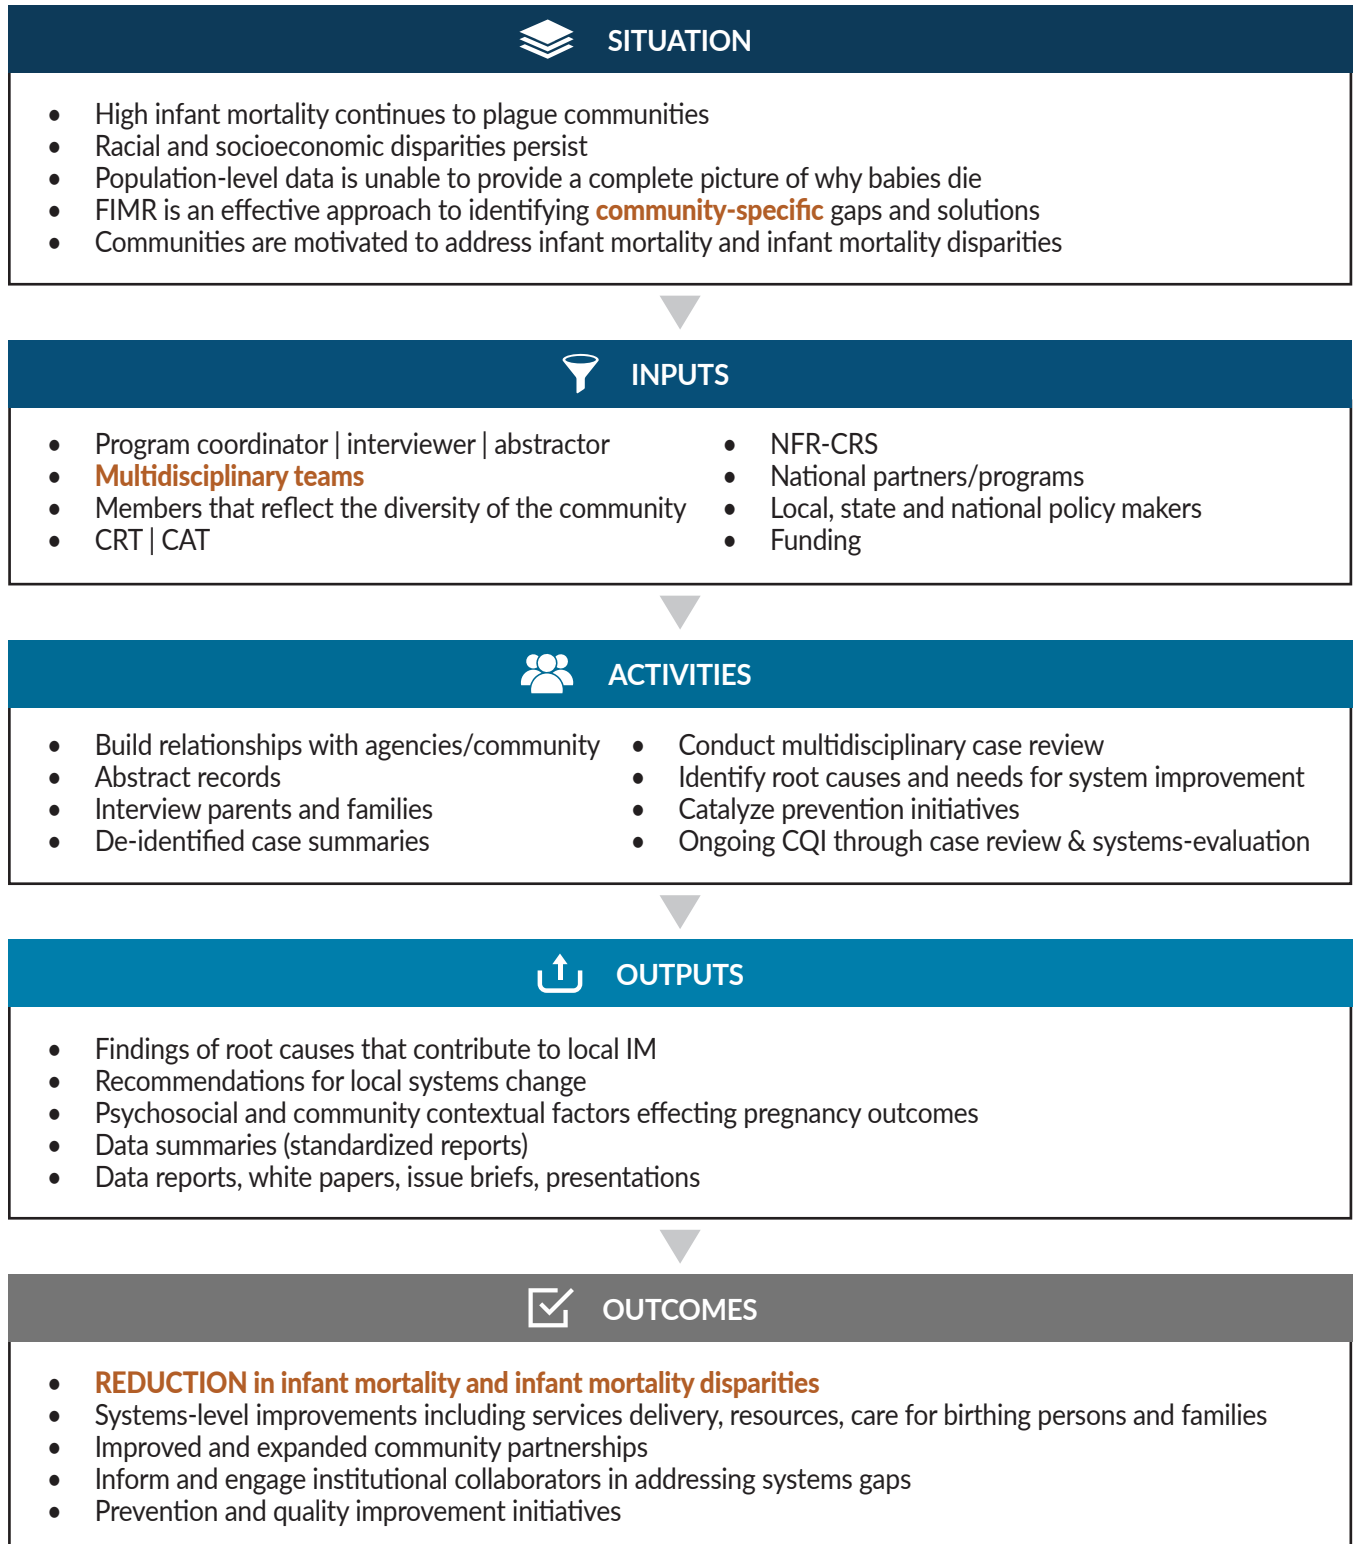 SITUATION
• High infant mortality continues to plague communities
• Racial and socioeconomic disparities persist
• Population-level data is unable to provide a complete picture of why babies die
• FIMR is an effective approach to identifying community-specific gaps and solutions
• Communities are motivated to address infant mortality and infant mortality disparities
INPUTS
• Program coordinator | interviewer | abstractor
• Multidisciplinary teams
• Members that reflect the diversity of the community
• CRT | CAT
• NFR-CRS
• National partners/programs
• Local, state and national policy makers
• Funding
ACTIVITIES
• Build relationships with agencies/community
• Abstract records
• Interview parents and families
• De-identified case summaries
• Conduct multidisciplinary case review
• Identify root causes and needs for system improvement
• Catalyze prevention initiatives
• Ongoing CQI through case review & systems-evaluation
OUTPUTS
• Findings of root causes that contribute to local IM
• Recommendations for local systems change
• Psychosocial and community contextual factors effecting pregnancy outcomes
• Data summaries (standardized reports)
• Data reports, white papers, issue briefs, presentations
OUTCOMES
• REDUCTION in infant mortality and infant mortality disparities
• Systems-level improvements including services delivery, resources, care for birthing persons and families
• Improved and expanded community partnerships
• Inform and engage institutional collaborators in addressing systems gaps
• Prevention and quality improvement initiatives